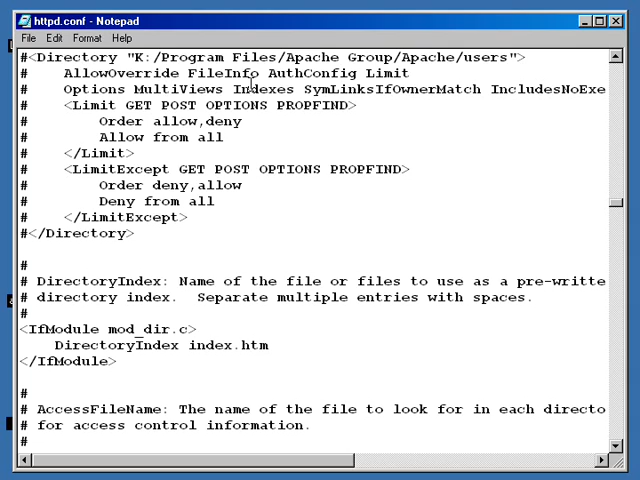 httpd.conf - Notepad
File Edit Format Help
#<Directory "K:/Program Files/Apache Group/Apache/users">
#    AllowOverride FileInfo AuthConfig Limit
#    Options MultiViews Indexes SymLinksIfOwnerMatch IncludesNoExe
#    <Limit GET POST OPTIONS PROPFIND>
#        Order allow,deny
#        Allow from all
#    </Limit>
#    <LimitExcept GET POST OPTIONS PROPFIND>
#        Order deny,allow
#        Deny from all
#    </LimitExcept>
#</Directory>
#
# DirectoryIndex: Name of the file or files to use as a pre-writte
# directory index.  Separate multiple entries with spaces.
#
<IfModule mod_dir.c>
    DirectoryIndex index.htm
</IfModule>
#
# AccessFileName: The name of the file to look for in each directo
# for access control information.
#